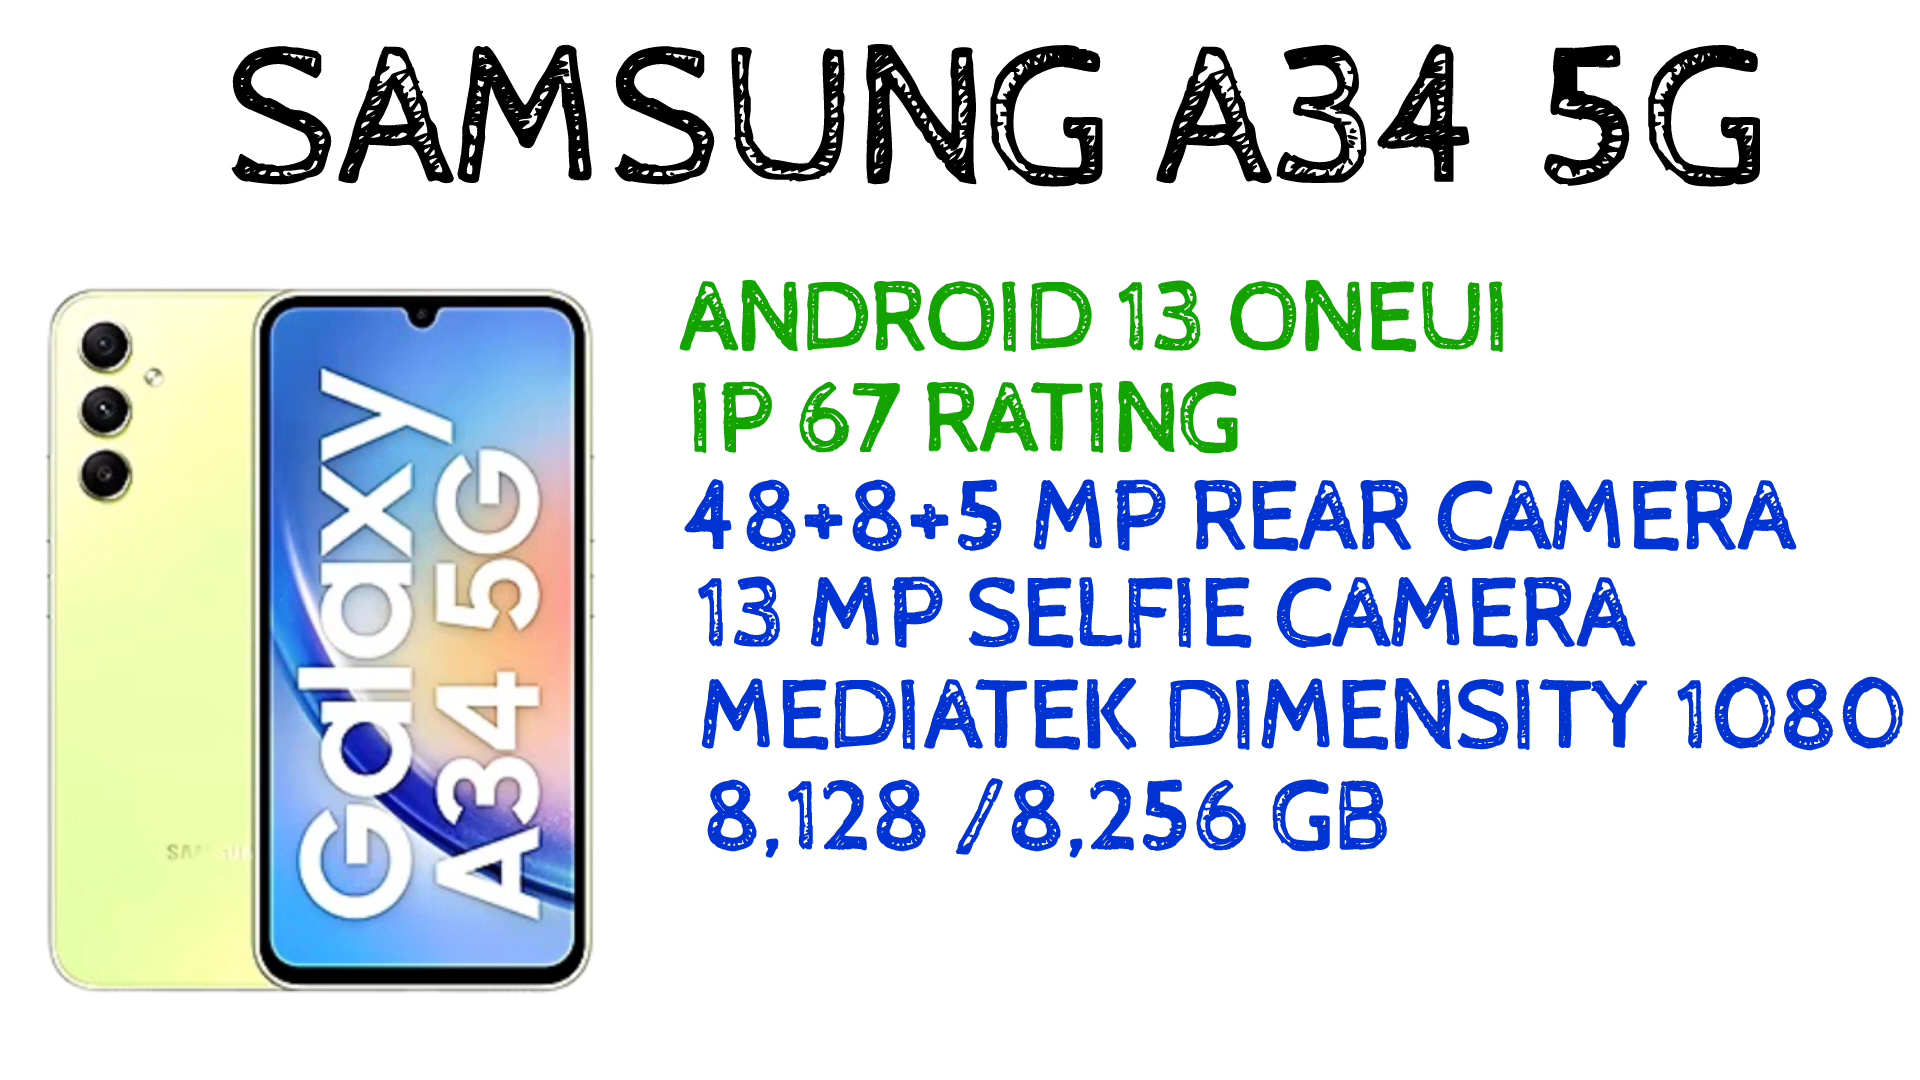 SAMSUNG A34 5G
ANDROID 13 ONEUI
IP 67 RATING
48+8+5 MP REAR CAMERA
13 MP SELFIE CAMERA
MEDIATEK DIMENSITY 1080
8,128 /8,256 GB
Galaxy
A34 5G
SAMSUNG